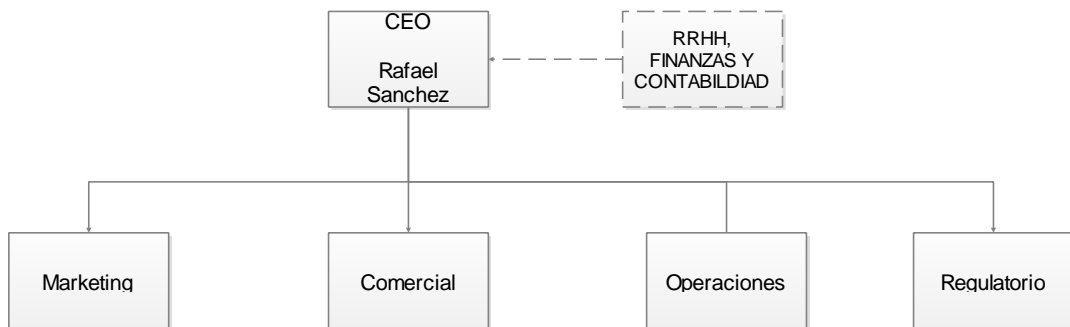 CEO
Rafael
Sanchez
RRHH,
FINANZAS Y
CONTABILDIAD
Marketing
Comercial
Operaciones
Regulatorio